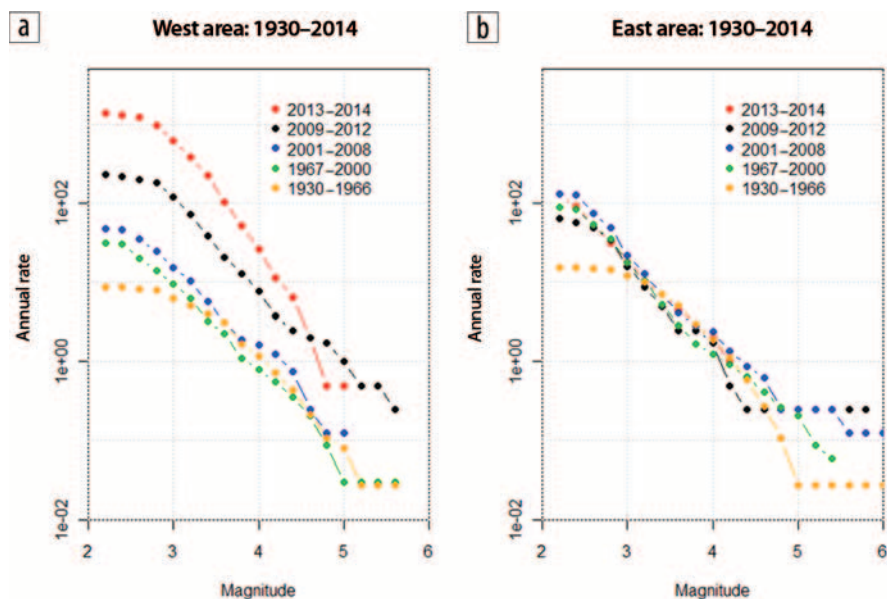 a
West area: 1930–2014
Annual rate
1e+02
1e+00
1e-02
2013-2014
2009-2012
2001-2008
1967-2000
1930-1966
2 3 4 5 6
Magnitude
b
East area: 1930–2014
Annual rate
1e+02
1e+00
1e-02
2013-2014
2009-2012
2001-2008
1967-2000
1930-1966
2 3 4 5 6
Magnitude